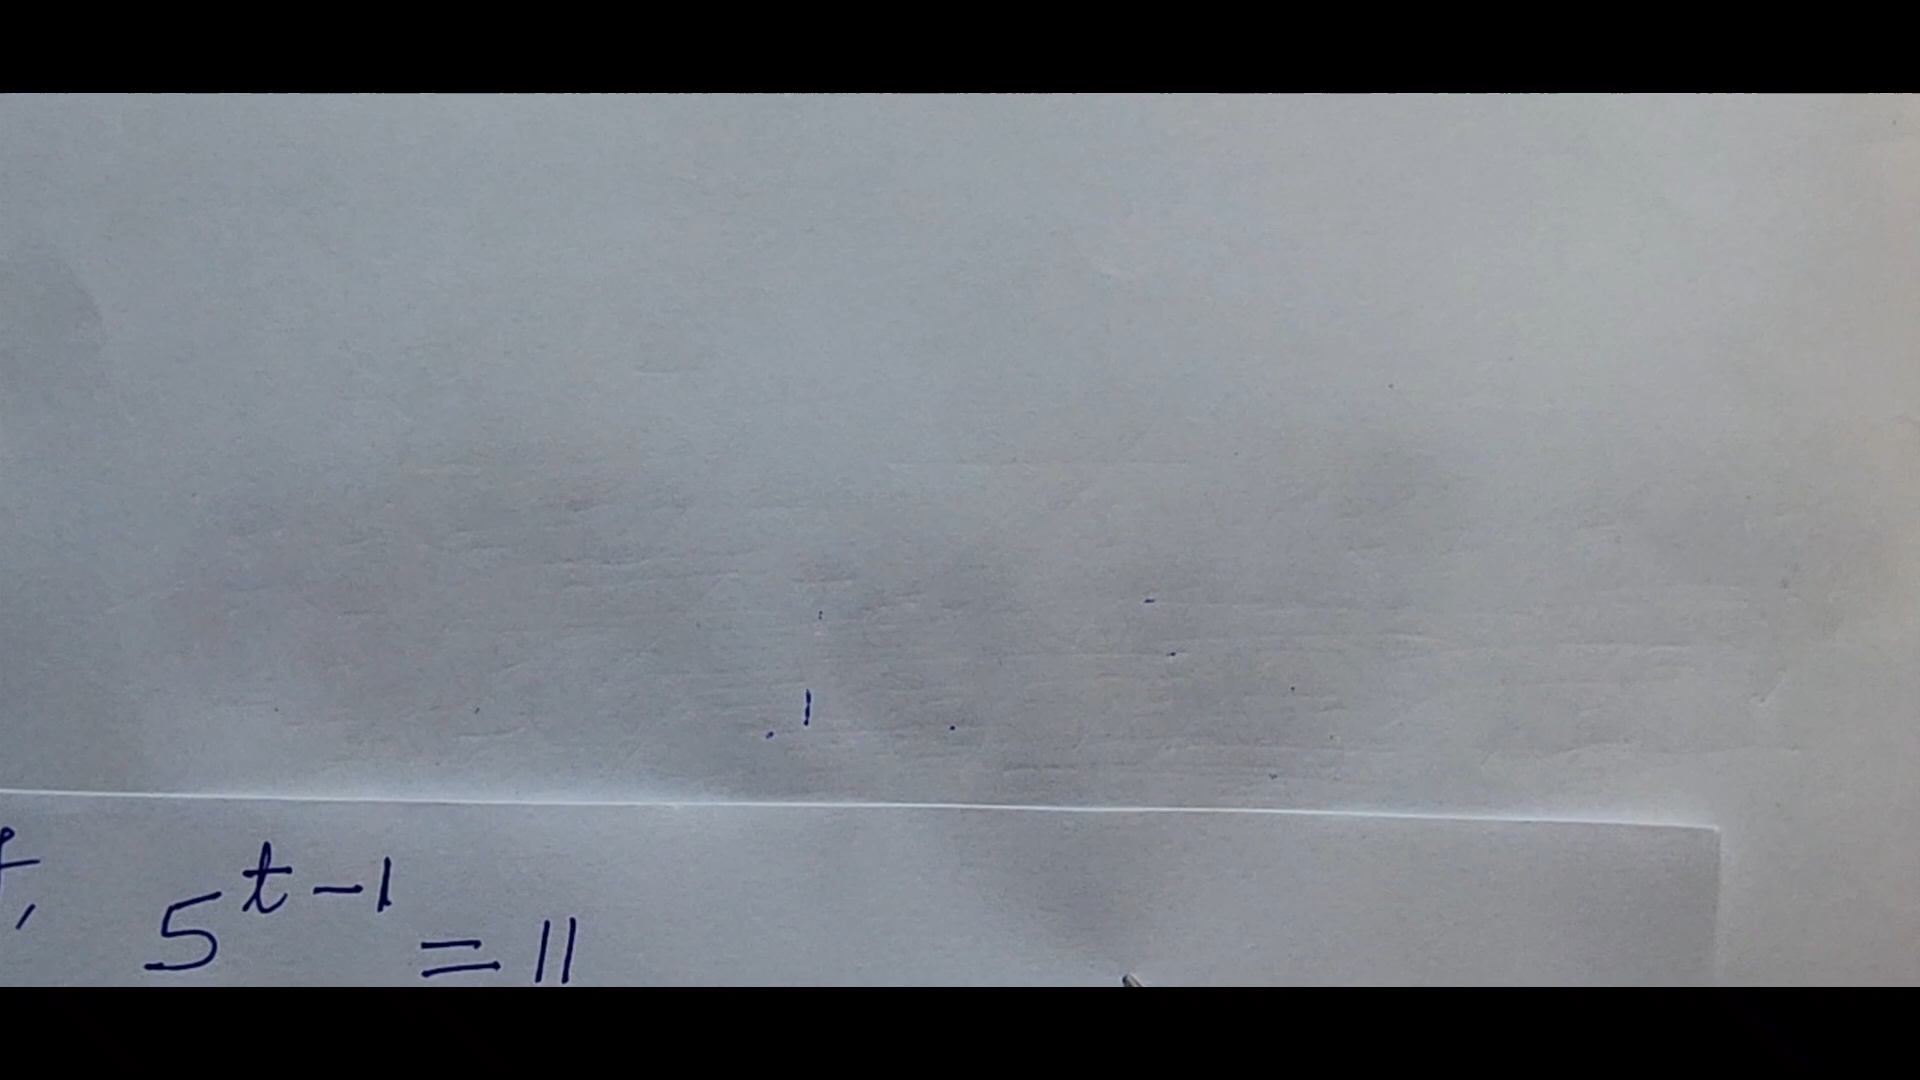 , 5^{t-1} = 11